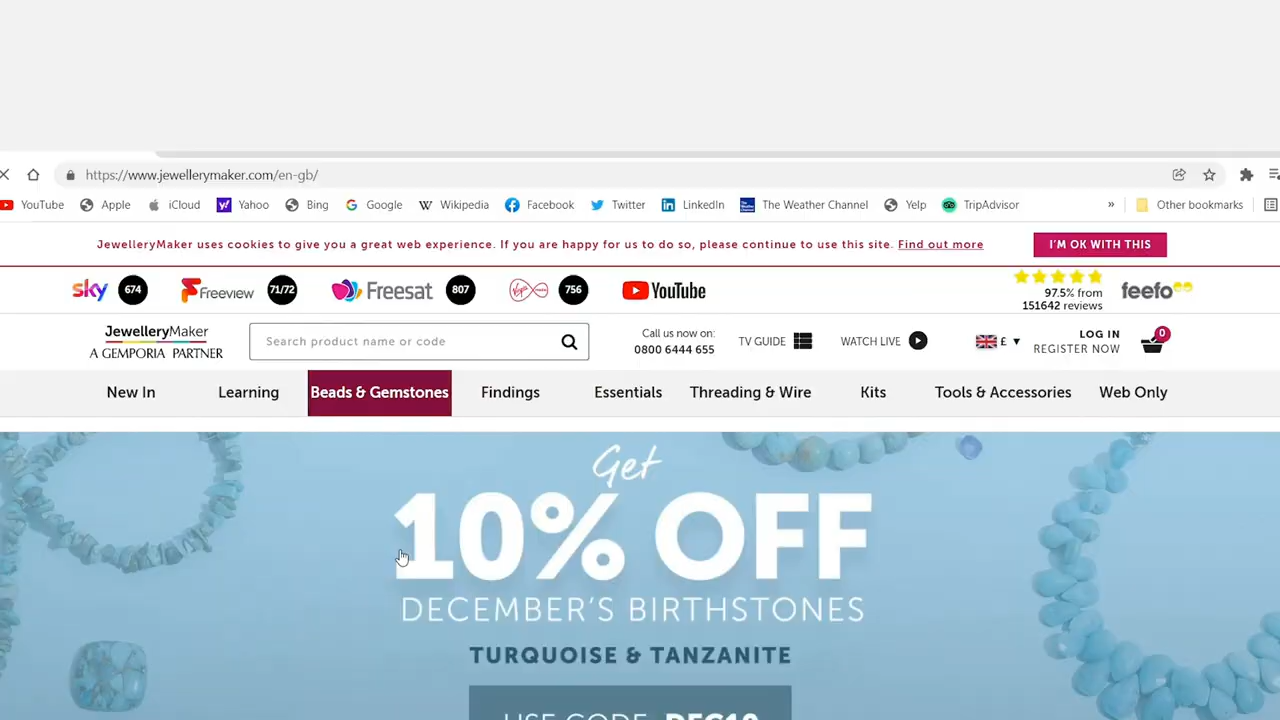 https://www.jewellerymaker.com/en-gb/
YouTube Apple iCloud Yahoo Bing Google Wikipedia Facebook Twitter LinkedIn The Weather Channel Yelp TripAdvisor » Other bookmarks
JewelleryMaker uses cookies to give you a great web experience. If you are happy for us to do so, please continue to use this site. Find out more
I'M OK WITH THIS
sky 674 Freeview 71/72 Freesat 807 Virgin media 756 YouTube
97.5% from
151642 reviews
feefo
JewelleryMaker
A GEMPORIA PARTNER
Search product name or code
Call us now on:
0800 6444 655
TV GUIDE
WATCH LIVE
£ ▼
LOG IN
REGISTER NOW
0
New In Learning Beads & Gemstones Findings Essentials Threading & Wire Kits Tools & Accessories Web Only
Get
10% OFF
DECEMBER'S BIRTHSTONES
TURQUOISE & TANZANITE
USE CODE DEC10